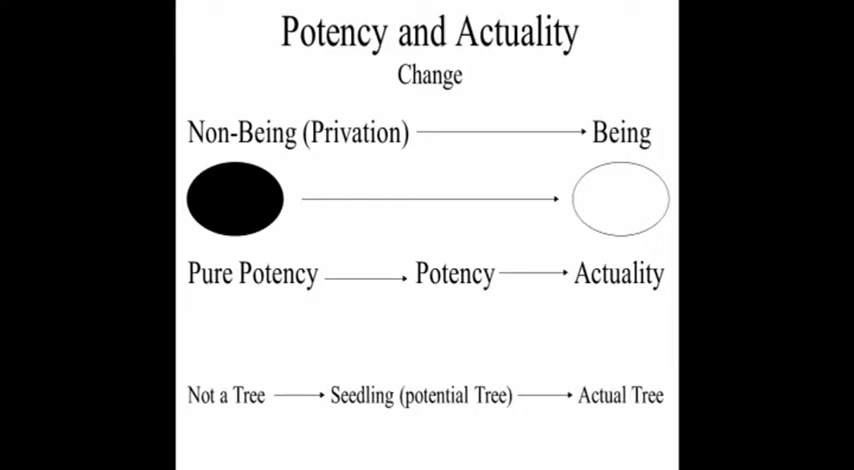 Potency and Actuality
Change
Non-Being (Privation) Being
Pure Potency Potency Actuality
Not a Tree Seedling (potential Tree) Actual Tree